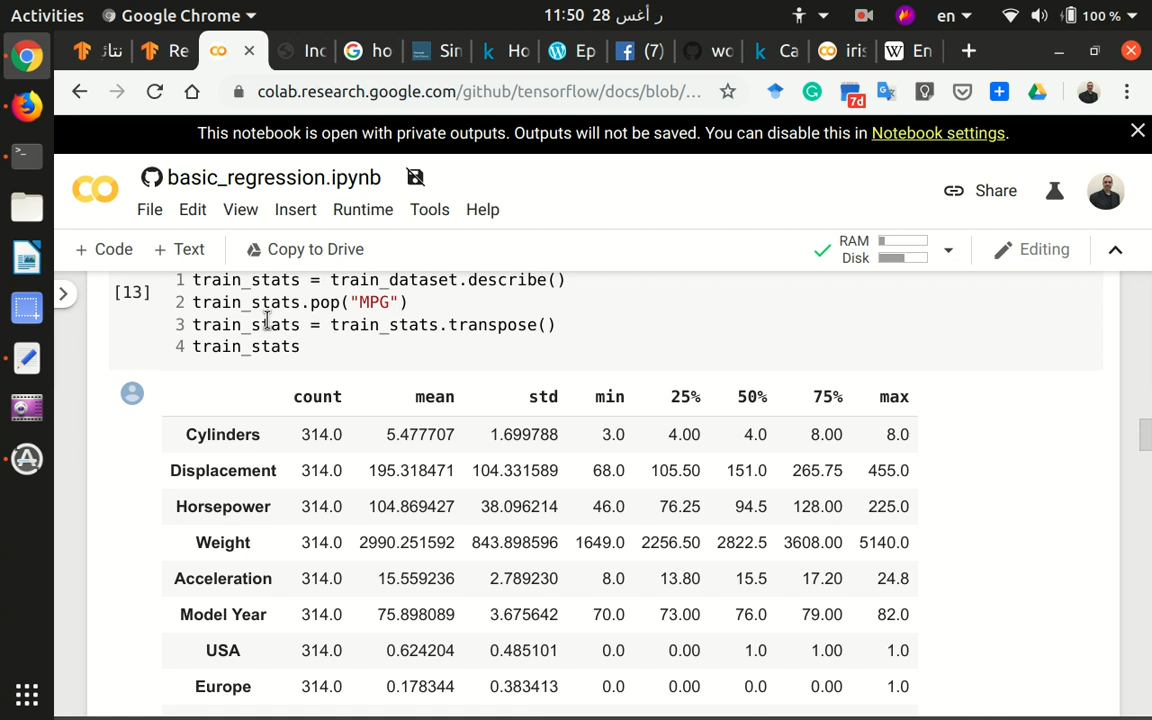 Activities Google Chrome 11:50 28 ر أغس en 100 %
نتائ Re Inc G ho Sin k Ho Ep f (7) wo k Ca iris W En
colab.research.google.com/github/tensorflow/docs/blob/... 7d
This notebook is open with private outputs. Outputs will not be saved. You can disable this in Notebook settings.
basic_regression.ipynb Share
File Edit View Insert Runtime Tools Help
+ Code + Text Copy to Drive RAM Disk Editing
[13] 1 train_stats = train_dataset.describe()
2 train_stats.pop("MPG")
3 train_stats = train_stats.transpose()
4 train_stats
count mean std min 25% 50% 75% max
Cylinders 314.0 5.477707 1.699788 3.0 4.00 4.0 8.00 8.0
Displacement 314.0 195.318471 104.331589 68.0 105.50 151.0 265.75 455.0
Horsepower 314.0 104.869427 38.096214 46.0 76.25 94.5 128.00 225.0
Weight 314.0 2990.251592 843.898596 1649.0 2256.50 2822.5 3608.00 5140.0
Acceleration 314.0 15.559236 2.789230 8.0 13.80 15.5 17.20 24.8
Model Year 314.0 75.898089 3.675642 70.0 73.00 76.0 79.00 82.0
USA 314.0 0.624204 0.485101 0.0 0.00 1.0 1.00 1.0
Europe 314.0 0.178344 0.383413 0.0 0.00 0.0 0.00 1.0